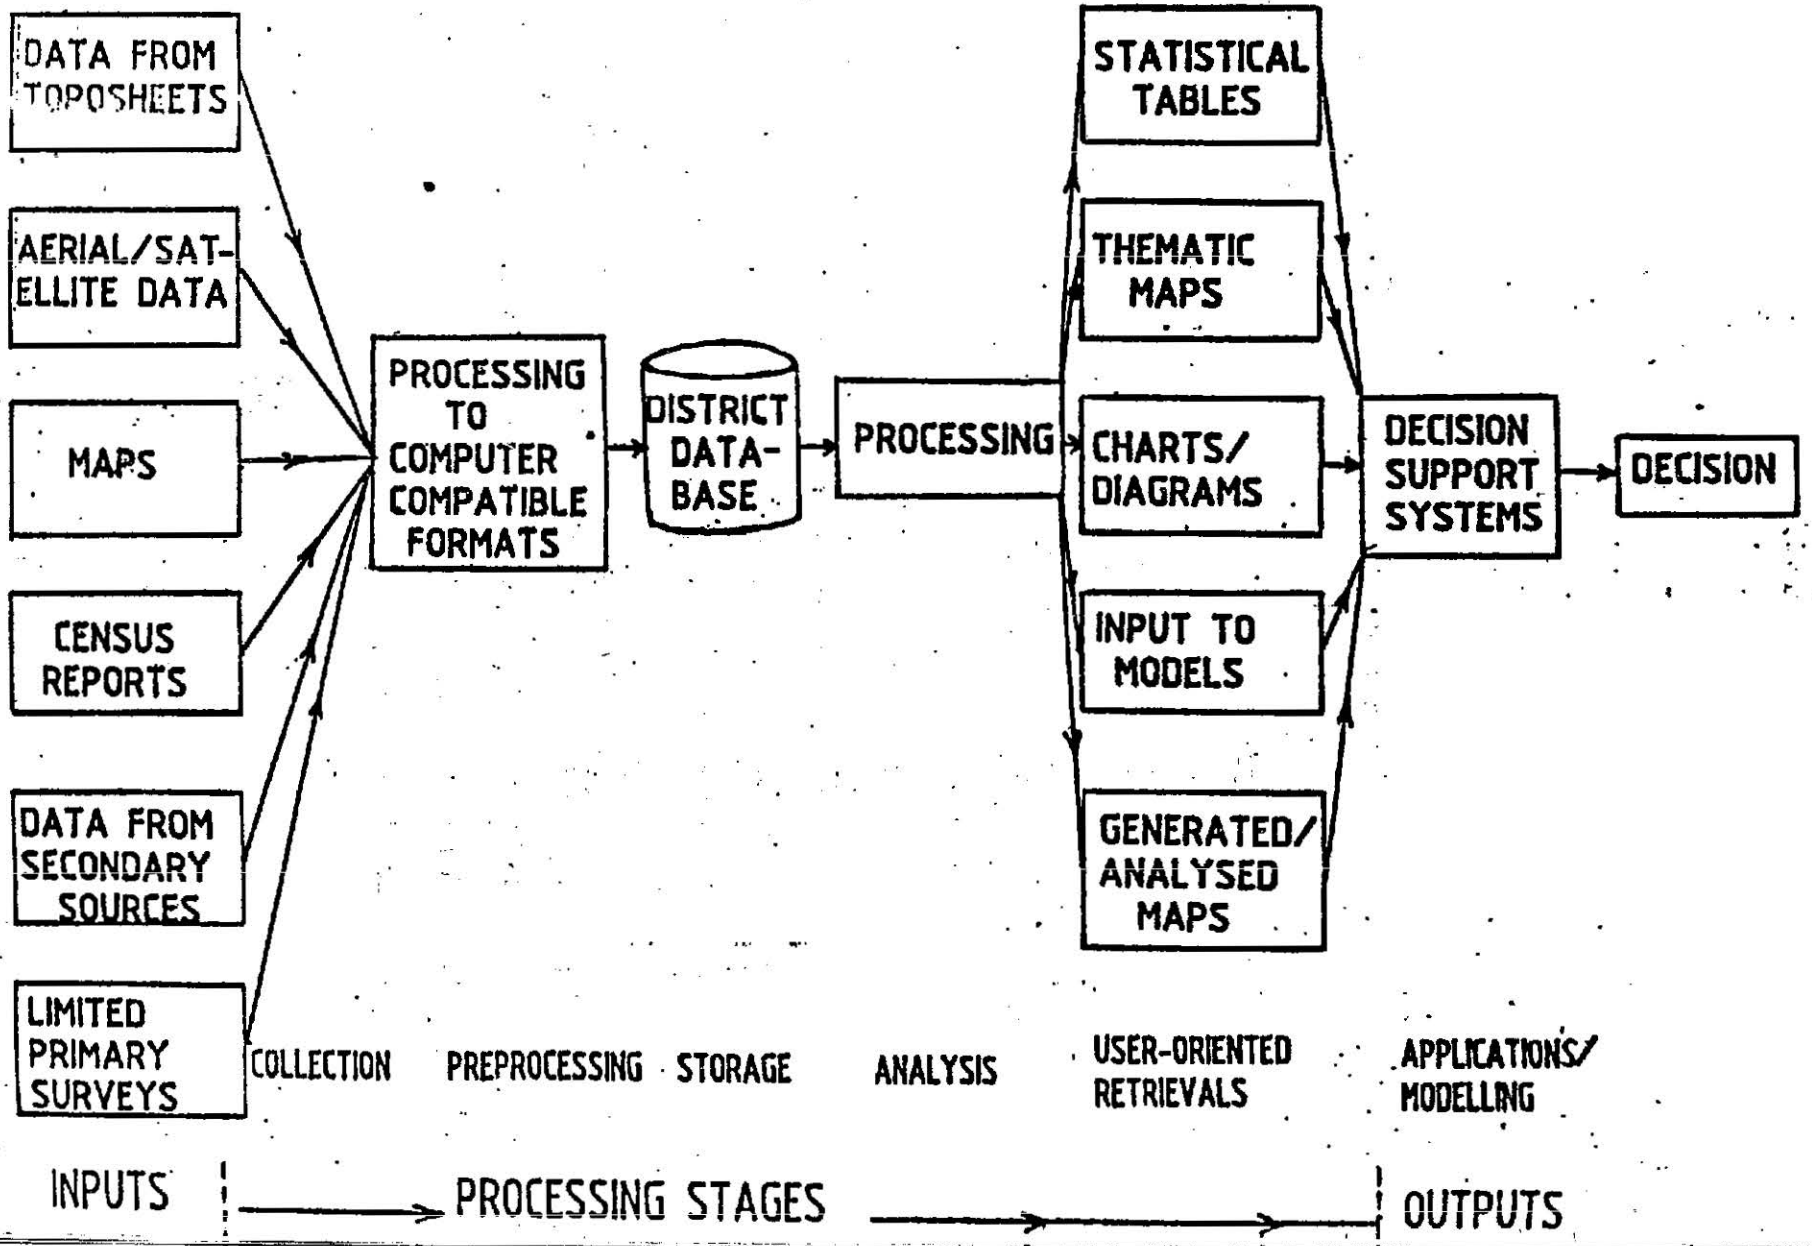 DATA FROM
TOPOSHEETS
AERIAL/SAT-
ELLITE DATA
MAPS
CENSUS
REPORTS
DATA FROM
SECONDARY
SOURCES
LIMITED
PRIMARY
SURVEYS
PROCESSING
TO
COMPUTER
COMPATIBLE
FORMATS
DISTRICT
DATA-
BASE
PROCESSING
STATISTICAL
TABLES
THEMATIC
MAPS
CHARTS/
DIAGRAMS
INPUT TO
MODELS
GENERATED/
ANALYSED
MAPS
DECISION
SUPPORT
SYSTEMS
DECISION
COLLECTION
PREPROCESSING
STORAGE
ANALYSIS
USER-ORIENTED
RETRIEVALS
APPLICATIONS/
MODELLING
INPUTS
PROCESSING STAGES
OUTPUTS